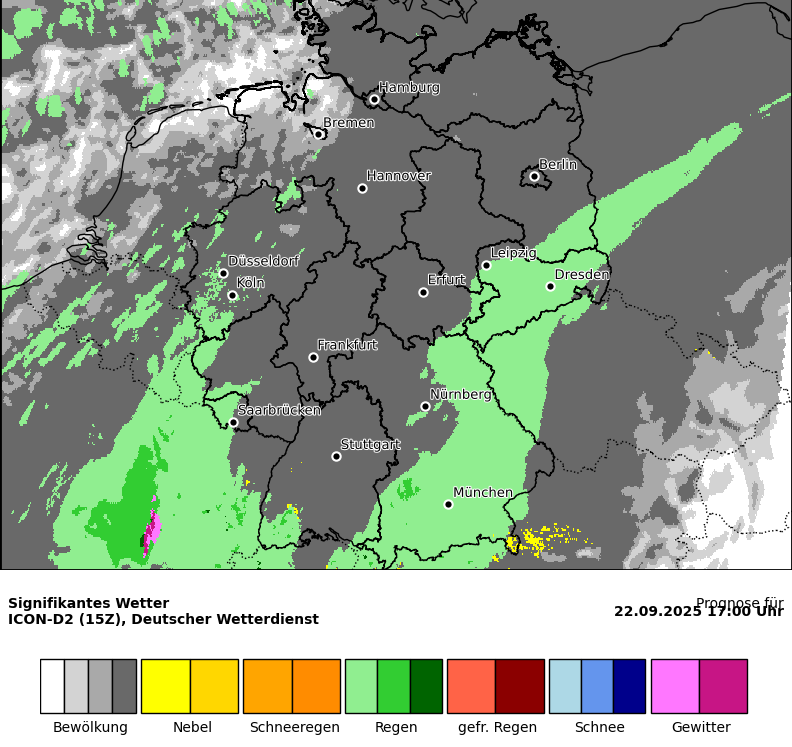 Hamburg
Bremen
Berlin
Hannover
Leipzig
Düsseldorf
Dresden
Köln
Erfurt
Frankfurt
Nürnberg
Saarbrücken
Stuttgart
München
Signifikantes Wetter
Prognose für
ICON-D2 (15Z), Deutscher Wetterdienst
22.09.2025 17:00 Uhr
Bewölkung
Nebel
Schneeregen
Regen
gefr. Regen
Schnee
Gewitter